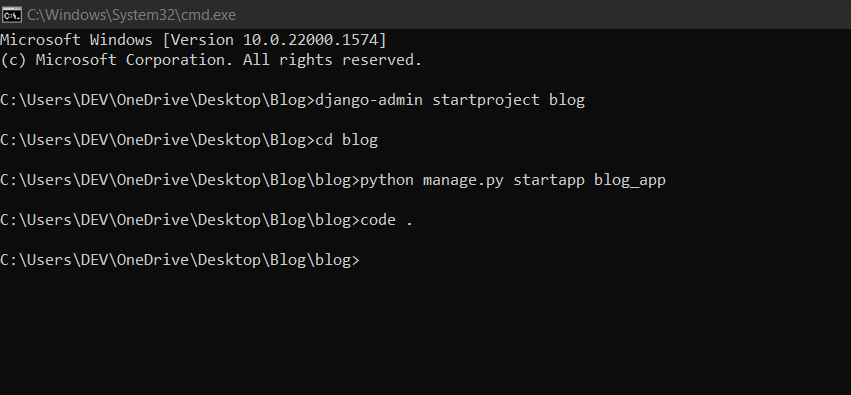 C:\Windows\System32\cmd.exe
Microsoft Windows [Version 10.0.22000.1574]
(c) Microsoft Corporation. All rights reserved.
C:\Users\DEV\OneDrive\Desktop\Blog>django-admin startproject blog
C:\Users\DEV\OneDrive\Desktop\Blog>cd blog
C:\Users\DEV\OneDrive\Desktop\Blog\blog>python manage.py startapp blog_app
C:\Users\DEV\OneDrive\Desktop\Blog\blog>code .
C:\Users\DEV\OneDrive\Desktop\Blog\blog>